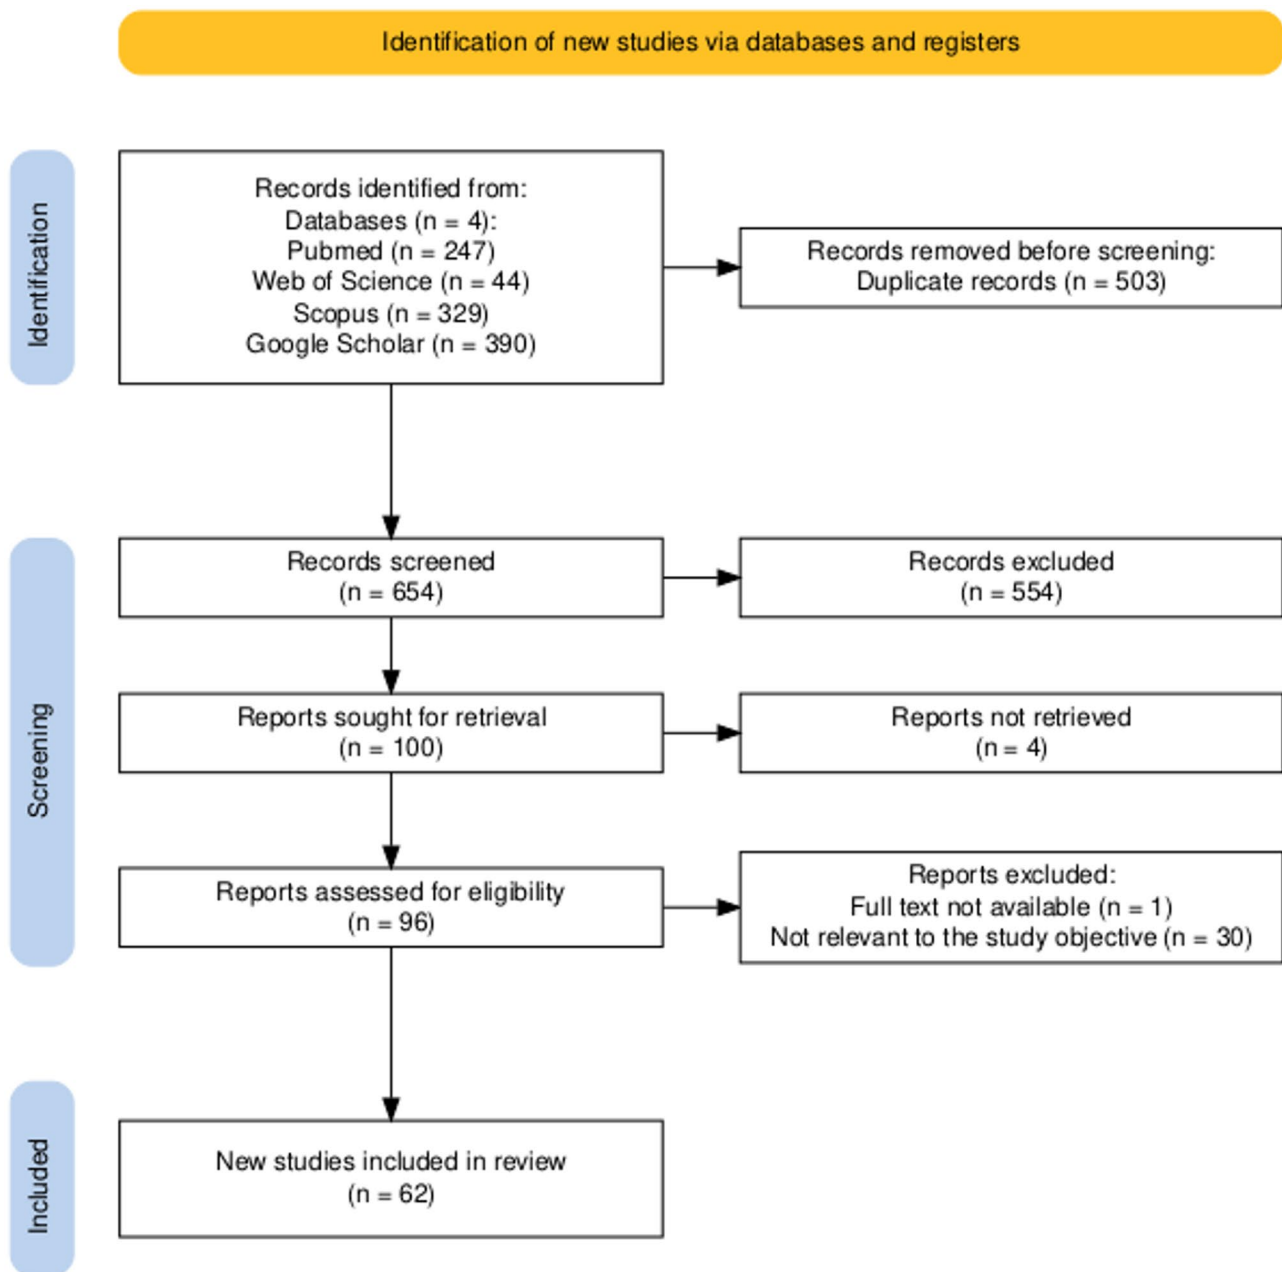 Identification of new studies via databases and registers
Identification
Records identified from:
Databases (n = 4):
Pubmed (n = 247)
Web of Science (n = 44)
Scopus (n = 329)
Google Scholar (n = 390)
Records removed before screening:
Duplicate records (n = 503)
Screening
Records screened
(n = 654)
Records excluded
(n = 554)
Reports sought for retrieval
(n = 100)
Reports not retrieved
(n = 4)
Reports assessed for eligibility
(n = 96)
Reports excluded:
Full text not available (n = 1)
Not relevant to the study objective (n = 30)
Included
New studies included in review
(n = 62)